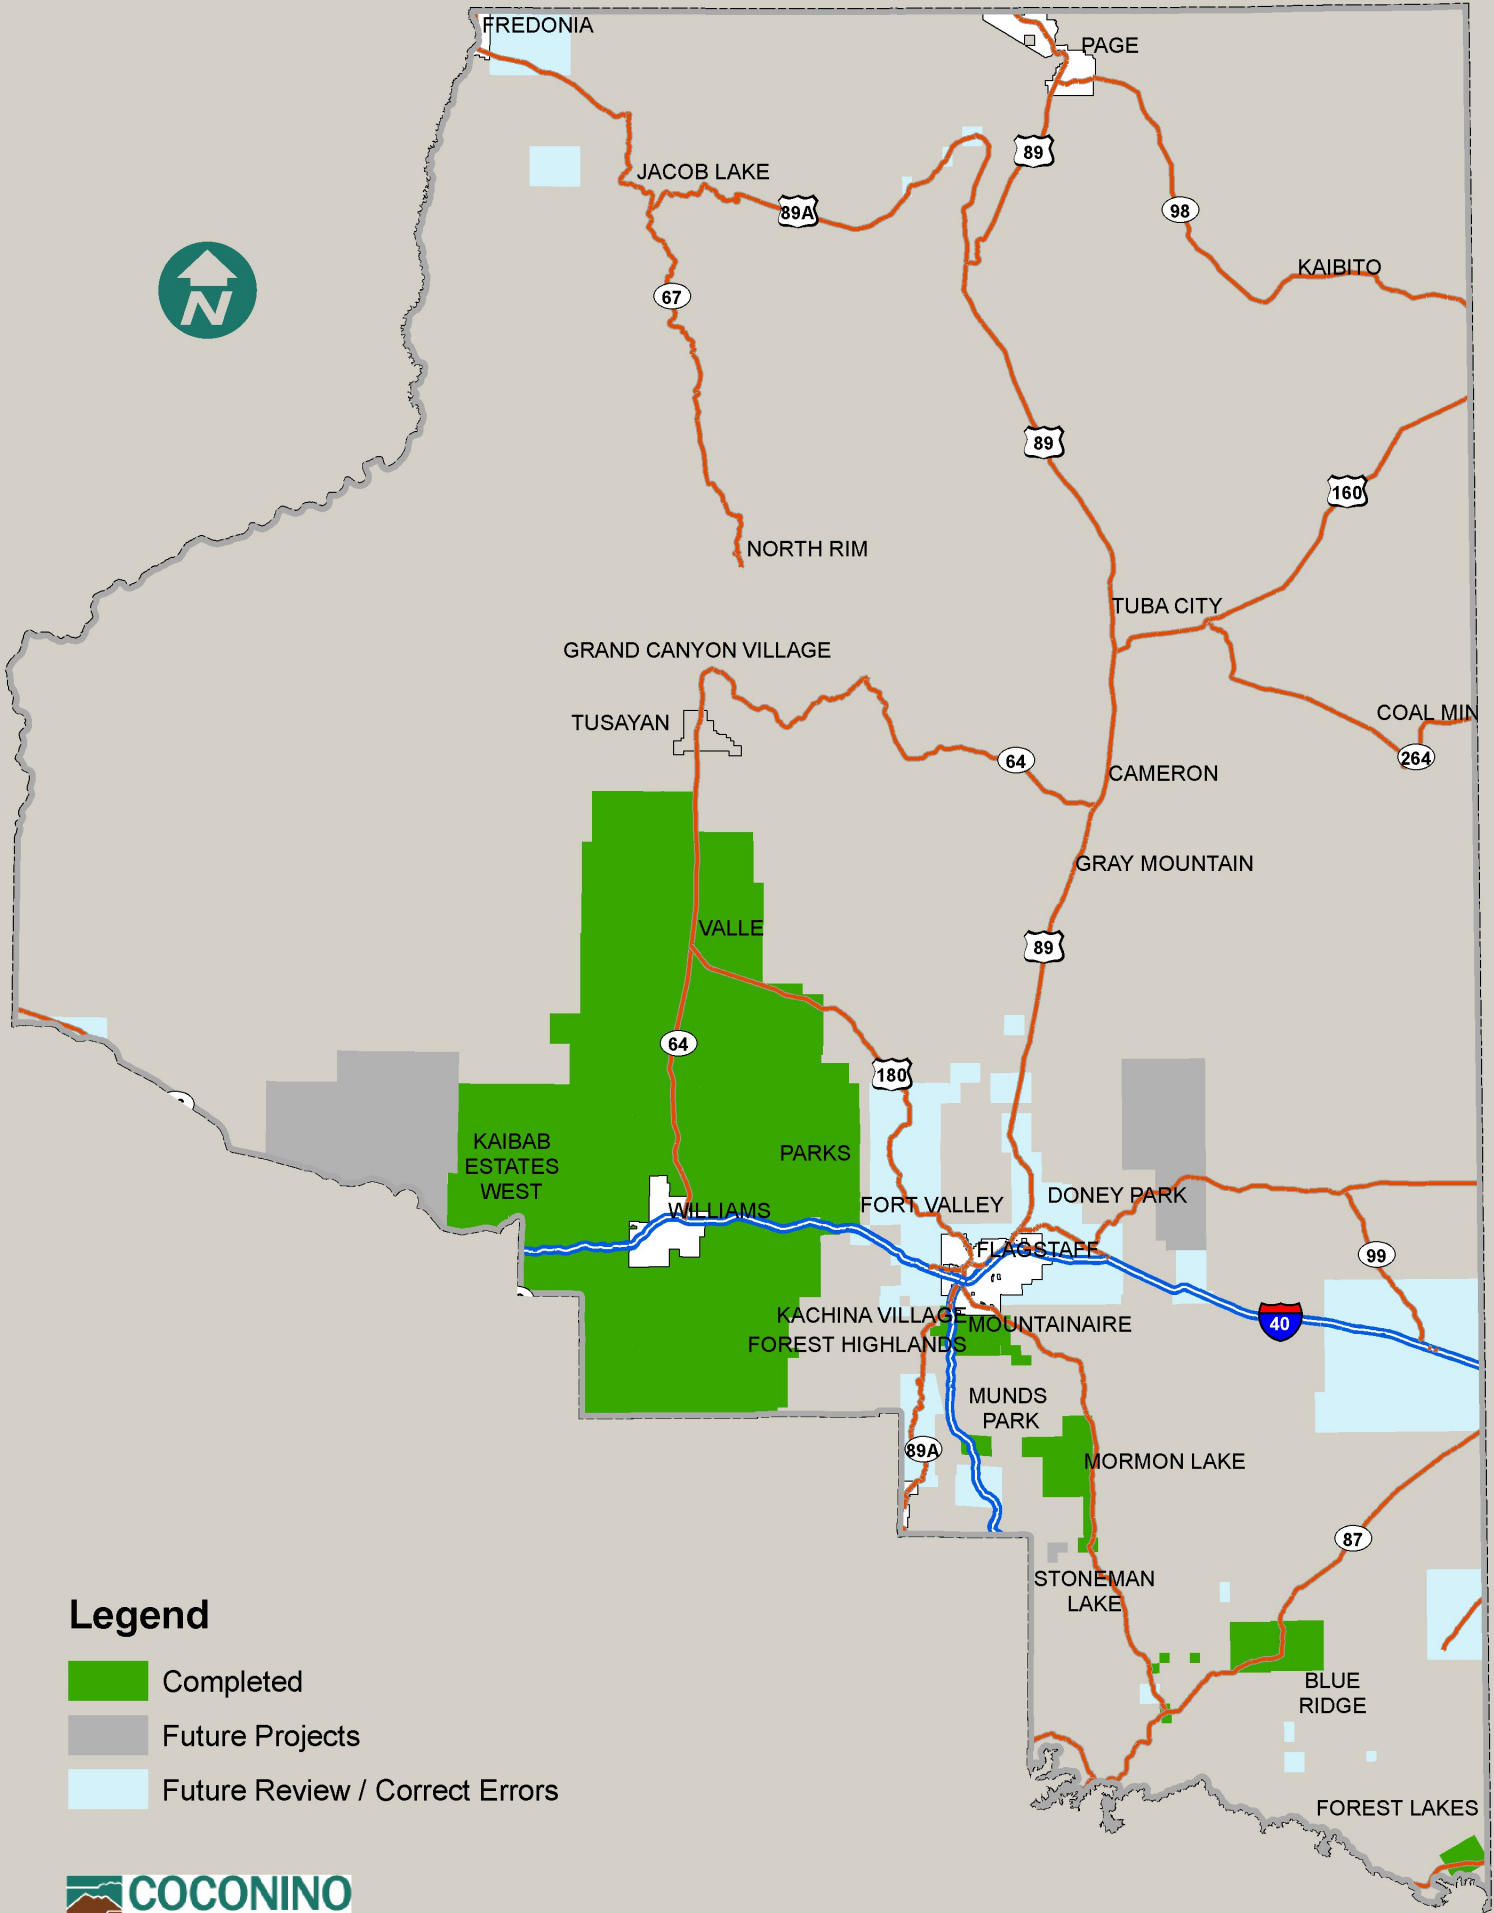 FREDONIA
PAGE
89
JACOB LAKE
89A
98
KAIBITO
67
N
89
160
NORTH RIM
TUBA CITY
GRAND CANYON VILLAGE
TUSAYAN
COAL MIN
264
64
CAMERON
GRAY MOUNTAIN
VALLE
89
64
180
KAIBAB
ESTATES
WEST
PARKS
WILLIAMS
FORT VALLEY
DONEY PARK
FLAGSTAFF
99
KACHINA VILLAGE
MOUNTAINAIRE
40
FOREST HIGHLANDS
MUNDS
PARK
89A
MORMON LAKE
87
STONEMAN
LAKE
BLUE
RIDGE
FOREST LAKES
Legend
Completed
Future Projects
Future Review / Correct Errors
COCONINO